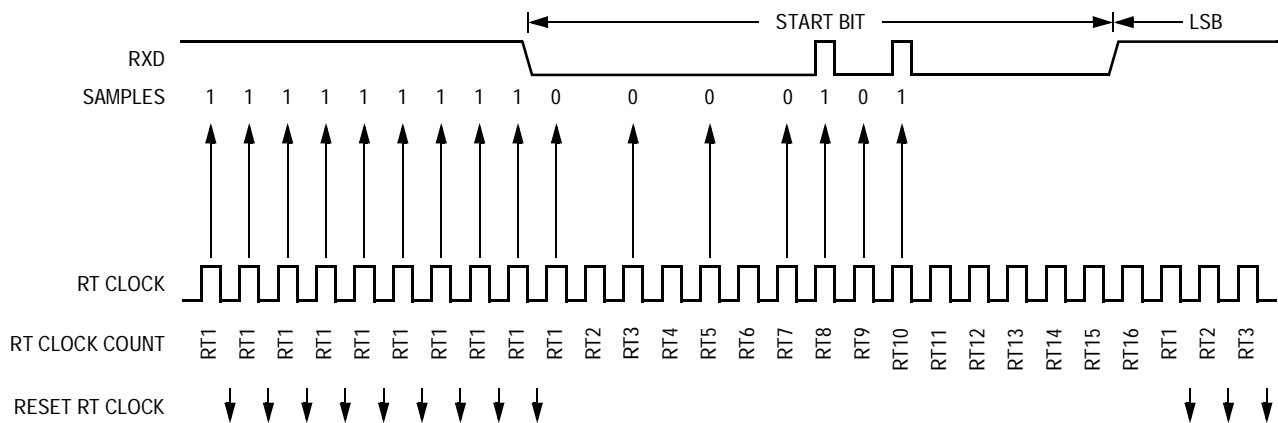 START BIT
LSB
RXD
SAMPLES 1 1 1 1 1 1 1 1 1 0 0 0 0 1 0 1
RT CLOCK
RT CLOCK COUNT RT1 RT1 RT1 RT1 RT1 RT1 RT1 RT1 RT1 RT1 RT2 RT3 RT4 RT5 RT6 RT7 RT8 RT9 RT10 RT11 RT12 RT13 RT14 RT15 RT16 RT1 RT2 RT3
RESET RT CLOCK